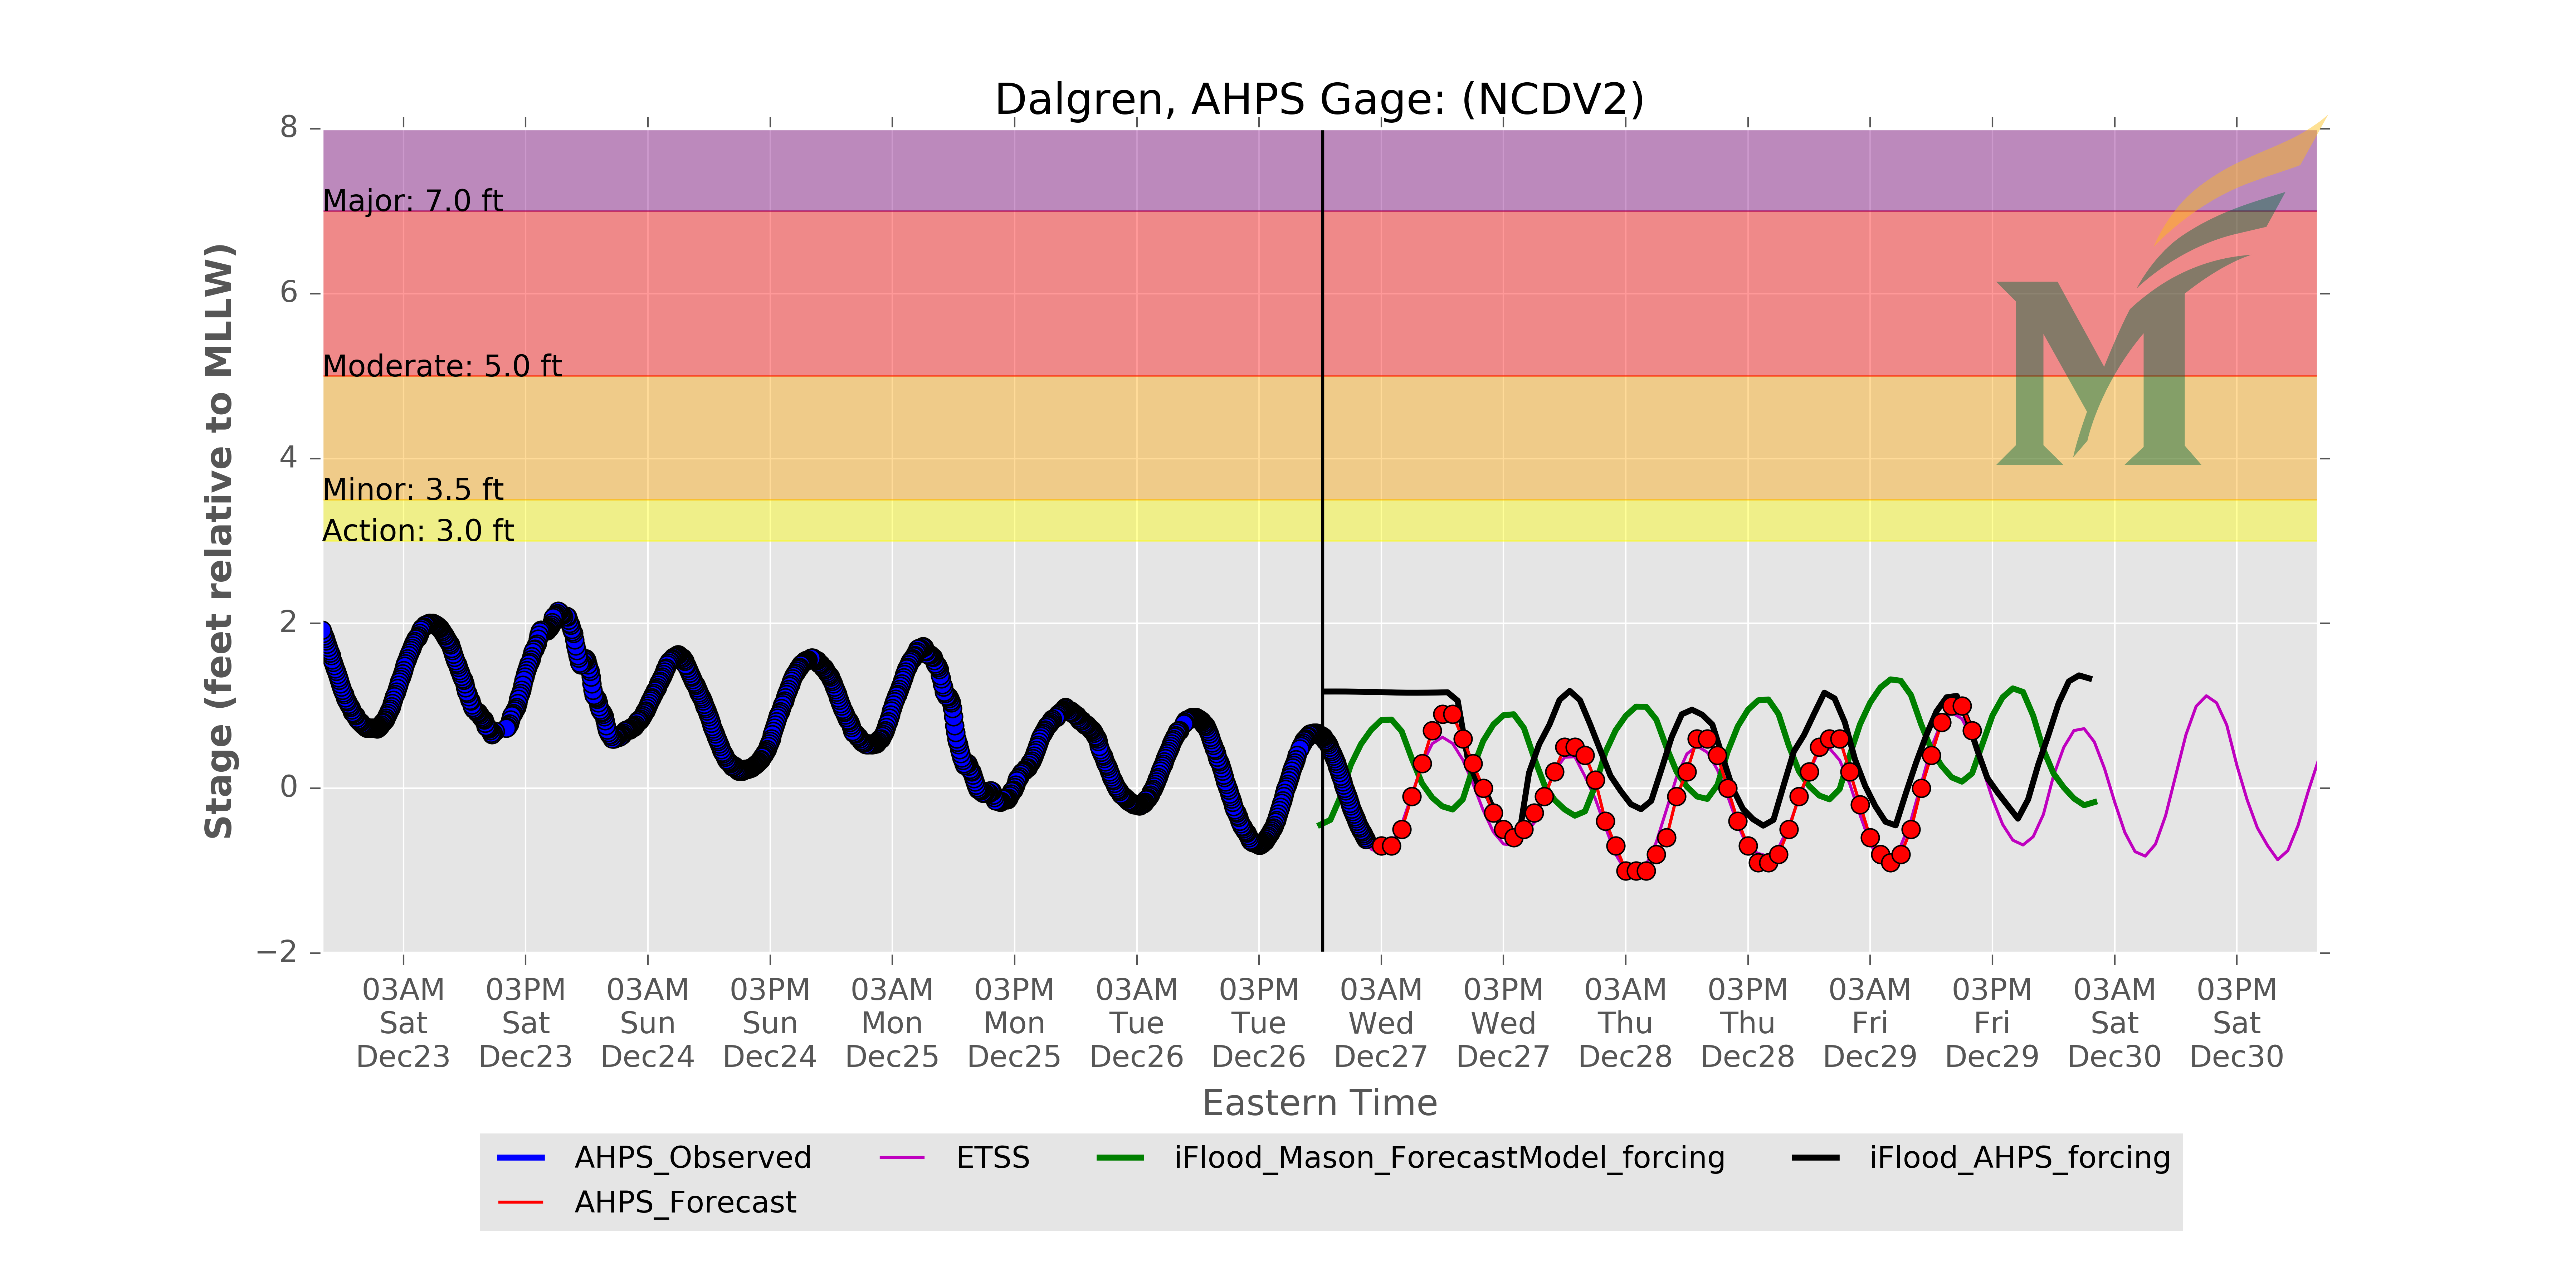 Dalgren, AHPS Gage: (NCDV2)
8
Major: 7.0 ft
6
Moderate: 5.0 ft
4
Minor: 3.5 ft
Action: 3.0 ft
2
0
−2
Stage (feet relative to MLLW)
03AM 03PM 03AM 03PM 03AM 03PM 03AM 03PM 03AM 03PM 03AM 03PM 03AM 03PM 03AM 03PM
Sat Sat Sun Sun Mon Mon Tue Tue Wed Wed Thu Thu Fri Fri Sat Sat
Dec23 Dec23 Dec24 Dec24 Dec25 Dec25 Dec26 Dec26 Dec27 Dec27 Dec28 Dec28 Dec29 Dec29 Dec30 Dec30
Eastern Time
AHPS_Observed ETSS iFlood_Mason_ForecastModel_forcing iFlood_AHPS_forcing
AHPS_Forecast
M